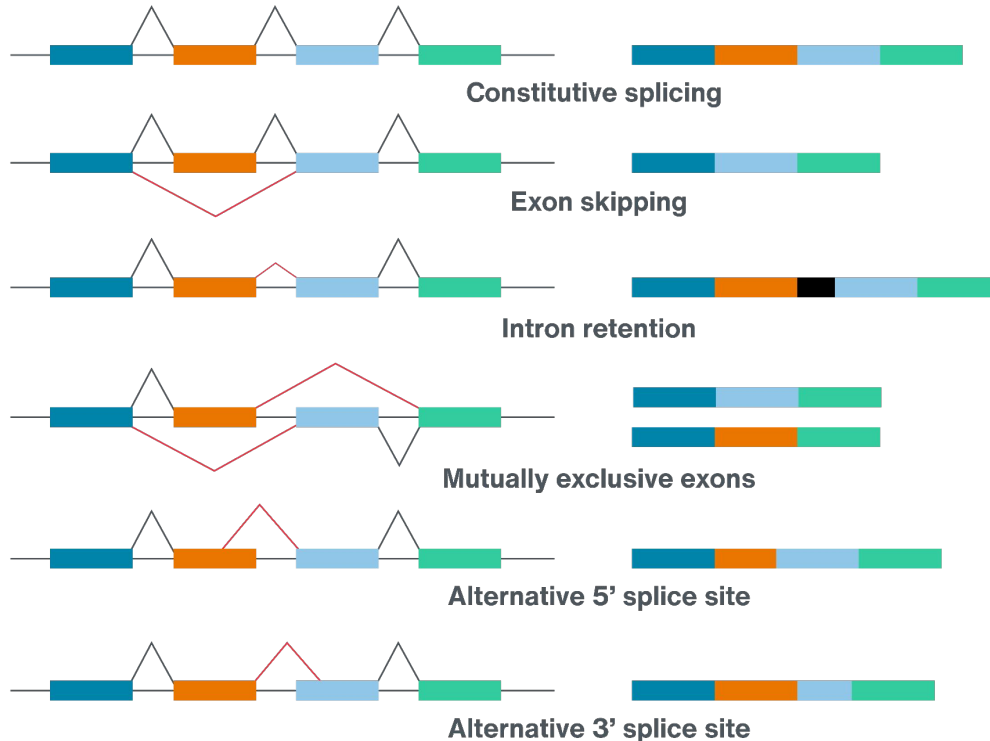 Constitutive splicing
Exon skipping
Intron retention
Mutually exclusive exons
Alternative 5’ splice site
Alternative 3’ splice site